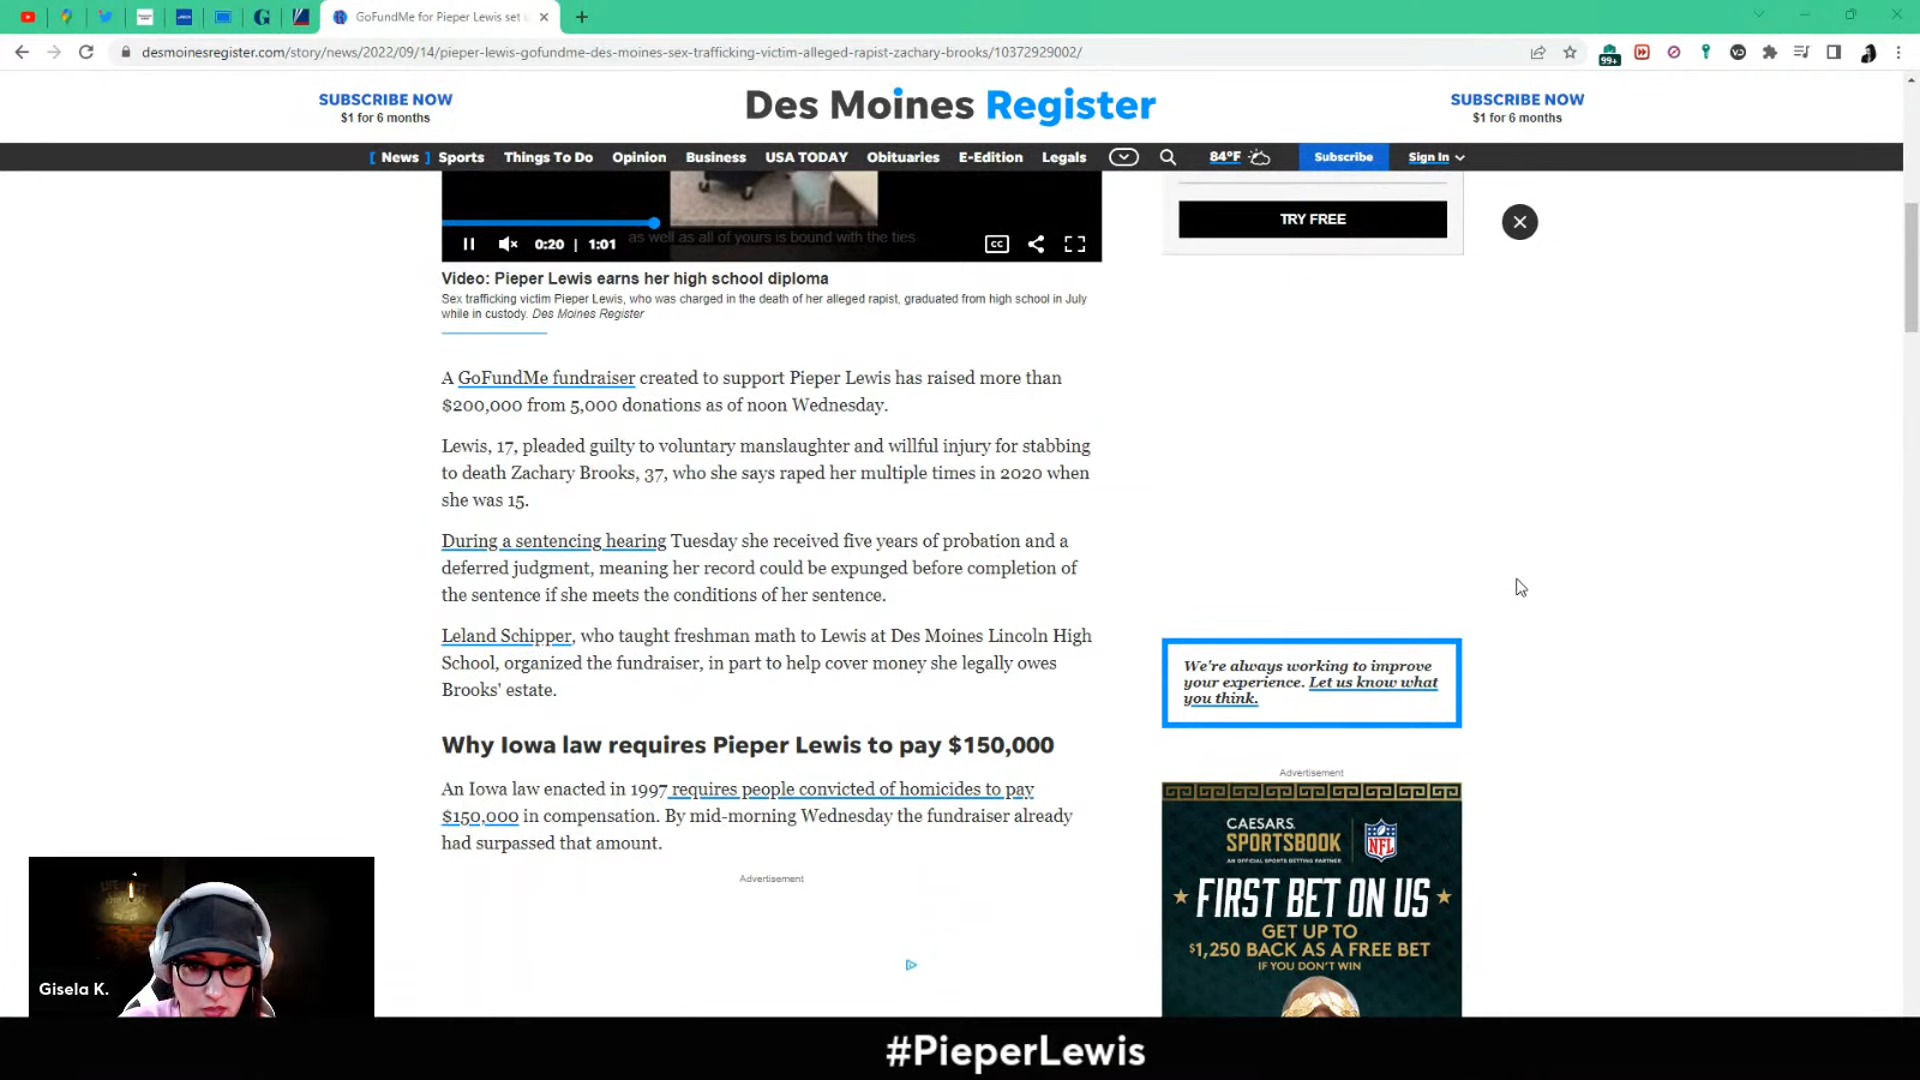 GoFundMe for Pieper Lewis set
desmoinesregister.com/story/news/2022/09/14/pieper-lewis-gofundme-des-moines-sex-trafficking-victim-alleged-rapist-zachary-brooks/10372929002/
99+
SUBSCRIBE NOW
$1 for 6 months
Des Moines Register
SUBSCRIBE NOW
$1 for 6 months
[ News ] Sports Things To Do Opinion Business USA TODAY Obituaries E-Edition Legals 84°F Subscribe Sign In
as well as all of yours is bound with the ties
0:20 | 1:01 CC
TRY FREE
Video: Pieper Lewis earns her high school diploma
Sex trafficking victim Pieper Lewis, who was charged in the death of her alleged rapist, graduated from high school in July
while in custody. Des Moines Register
A GoFundMe fundraiser created to support Pieper Lewis has raised more than
$200,000 from 5,000 donations as of noon Wednesday.
Lewis, 17, pleaded guilty to voluntary manslaughter and willful injury for stabbing
to death Zachary Brooks, 37, who she says raped her multiple times in 2020 when
she was 15.
During a sentencing hearing Tuesday she received five years of probation and a
deferred judgment, meaning her record could be expunged before completion of
the sentence if she meets the conditions of her sentence.
Leland Schipper, who taught freshman math to Lewis at Des Moines Lincoln High
School, organized the fundraiser, in part to help cover money she legally owes
Brooks' estate.
Why Iowa law requires Pieper Lewis to pay $150,000
An Iowa law enacted in 1997 requires people convicted of homicides to pay
$150,000 in compensation. By mid-morning Wednesday the fundraiser already
had surpassed that amount.
Advertisement
We're always working to improve
your experience. Let us know what
you think.
Advertisement
CAESARS
SPORTSBOOK
NFL
AN OFFICIAL SPORTS BETTING PARTNER
FIRST BET ON US
GET UP TO
$1,250 BACK AS A FREE BET
IF YOU DON'T WIN
Gisela K.
#PieperLewis